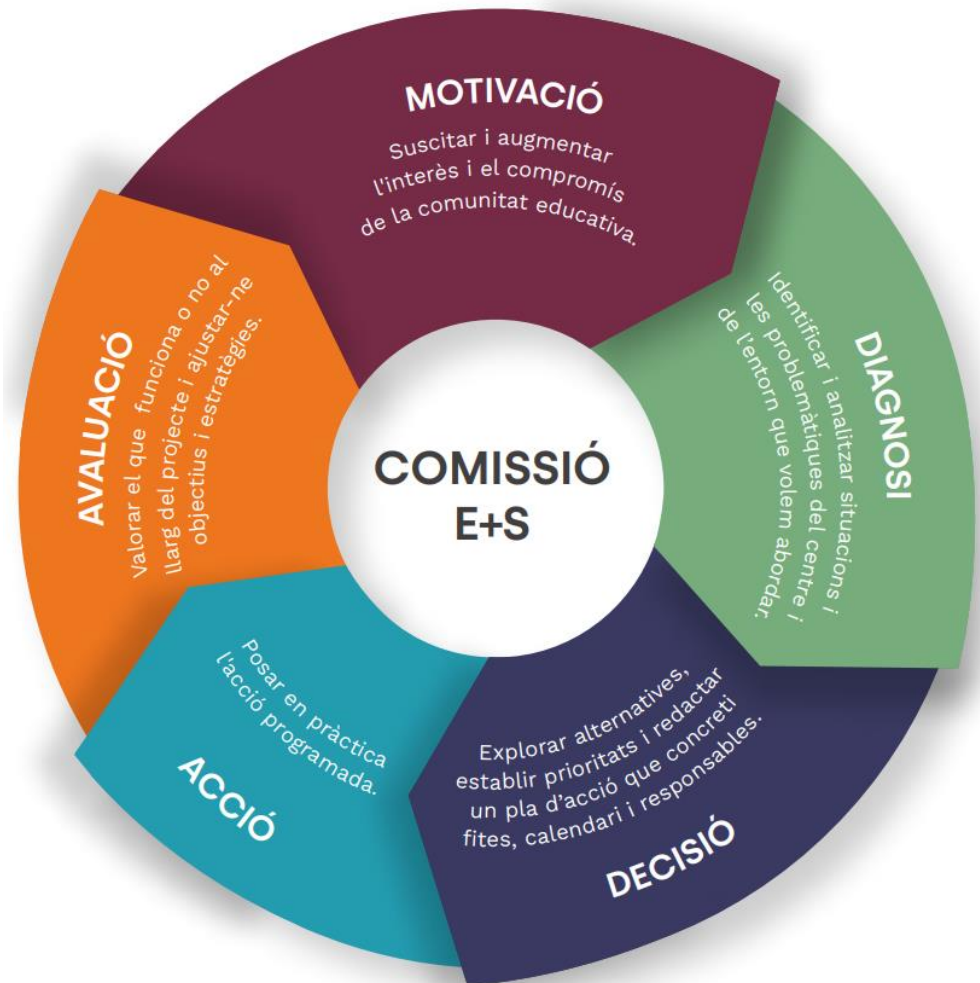 MOTIVACIÓ
Suscitar i augmentar
l'interès i el compromís
de la comunitat educativa.
DIAGNOSI
Identificar i analitzar situacions i
les problemàtiques del centre i
de l'entorn que volem abordar.
Explorar alternatives,
establir prioritats i redactar
un pla d'acció que concreti
fites, calendari i responsables.
DECISIÓ
Posar en pràctica
l'acció programada.
ACCIÓ
AVALUACIÓ
Valorar el que funciona o no al
llarg del projecte i ajustar-ne
objectius i estratègies.
COMISSIÓ
E+S